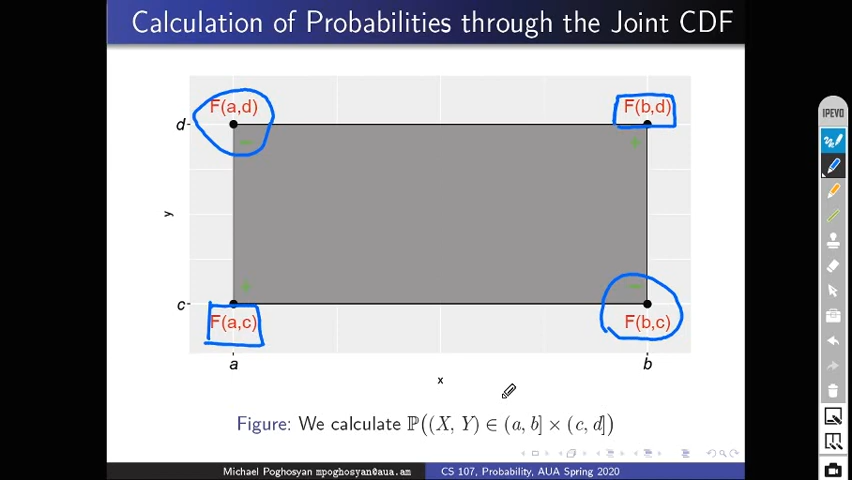 Calculation of Probabilities through the Joint CDF
F(a,d)
F(b,d)
d
−
+
y
+
−
c
F(a,c)
F(b,c)
a
b
x
Figure: We calculate ℙ((X, Y) ∈ (a, b] × (c, d])
Michael Poghosyan mpoghosyan@aua.am
CS 107, Probability, AUA Spring 2020
IPEVO